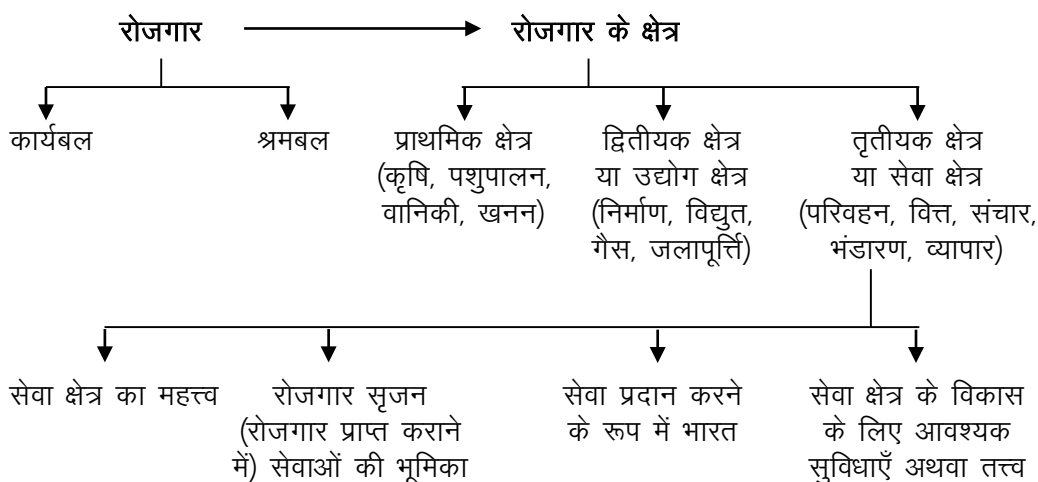 रोजगार रोजगार के क्षेत्र
कार्यबल श्रमबल प्राथमिक क्षेत्र द्वितीयक क्षेत्र तृतीयक क्षेत्र
(कृषि, पशुपालन, या उद्योग क्षेत्र या सेवा क्षेत्र
वानिकी, खनन) (निर्माण, विद्युत, (परिवहन, वित्त, संचार,
गैस, जलापूर्त्ति) भंडारण, व्यापार)
सेवा क्षेत्र का महत्त्व रोजगार सृजन सेवा प्रदान करने सेवा क्षेत्र के विकास
(रोजगार प्राप्त कराने के रूप में भारत के लिए आवश्यक
में) सेवाओं की भूमिका सुविधाएँ अथवा तत्त्व